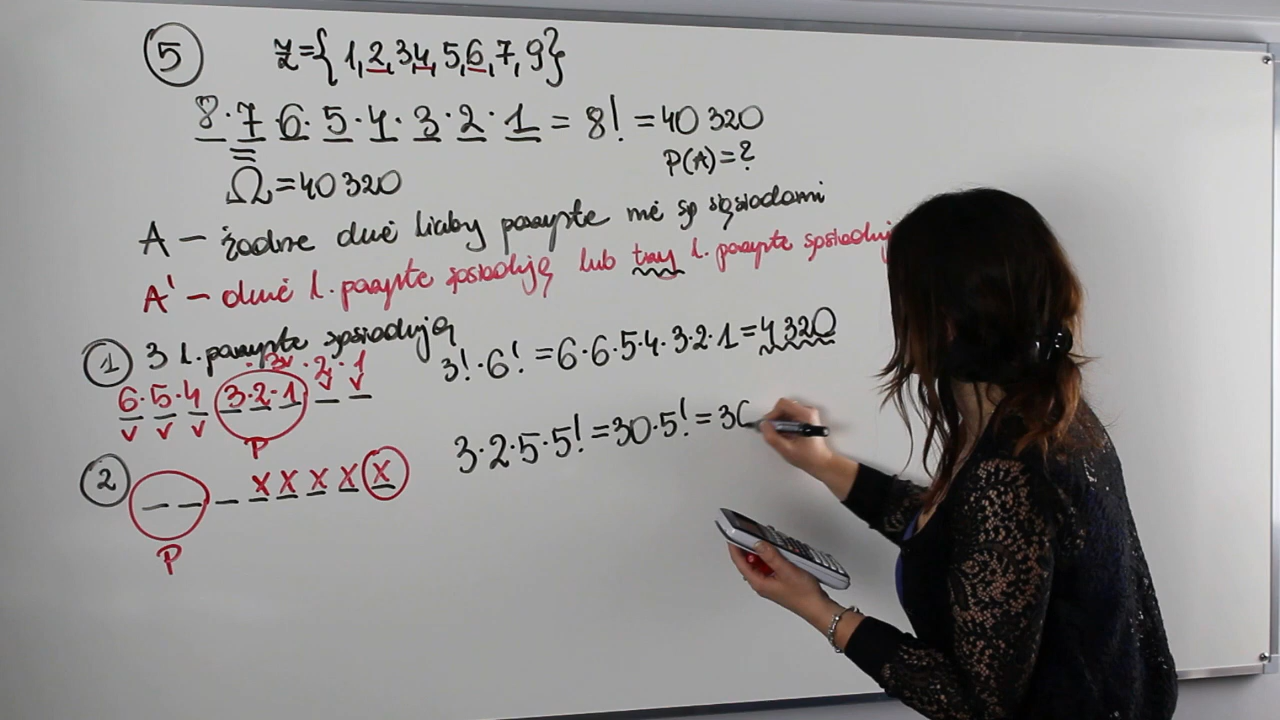 5 Z={1,2,3,4,5,6,7,9}
8·7·6·5·4·3·2·1=8!=40 320
P(A)=?
Ω=40320
A – żadne dwie liczby parzyste nie są sąsiadami
A' – dwie l. parzyste sąsiadują lub trzy l. parzyste sąsiadują
1 3 l. parzyste sąsiadują
3!·6!=6·6·5·4·3·2·1=4320
6·5·4 3·2·1 ·3·2·1
P
2 x x x x x
3·2·5·5!=30·5!=30
P